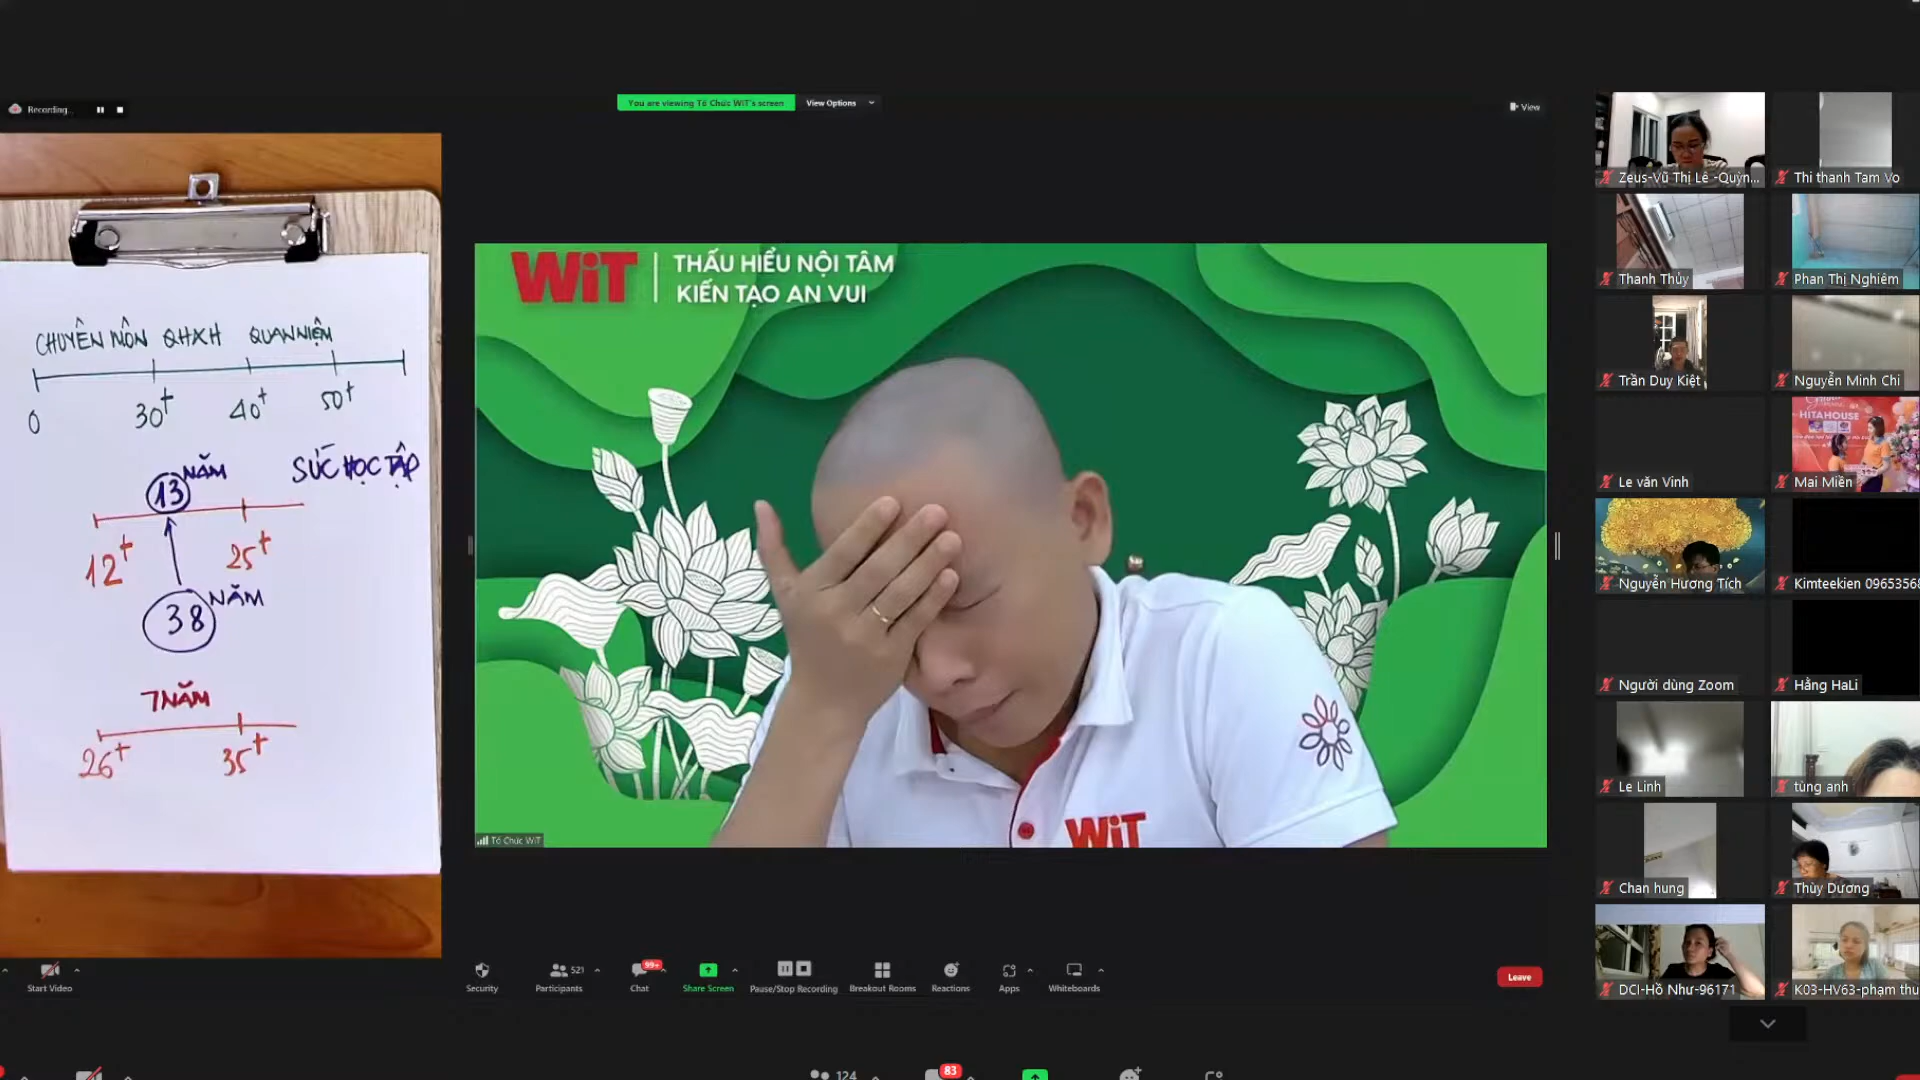 Recording...
You are viewing Tổ Chức WiT's screen
View Options
View
CHUYÊN MÔN QHXH QUAN NIỆM
0 30+ 40+ 50+
13 NĂM
SỨC HỌC TẬP
12+ 25+
38 NĂM
7 NĂM
26+ 35+
WiT
THẤU HIỂU NỘI TÂM
KIẾN TẠO AN VUI
WiT
Tổ Chức WiT
Zeus-Vũ Thị Lê -Quỳn...
Thi thanh Tam Vo
Thanh Thủy
Phan Thị Nghiêm
Trần Duy Kiệt
Nguyễn Minh Chi
HITAHOUSE
Le văn Vinh
Mai Miền
Nguyễn Hương Tích
Kimteekien 0965356
Người dùng Zoom
Hằng HaLi
Le Linh
tùng anh
Chan hung
Thùy Dương
DCI-Hồ Như-96171
K03-HV63-phạm thu
Start Video
Security
521
Participants
99+
Chat
Share Screen
Pause/Stop Recording
Breakout Rooms
Reactions
Apps
Whiteboards
Leave
124
83